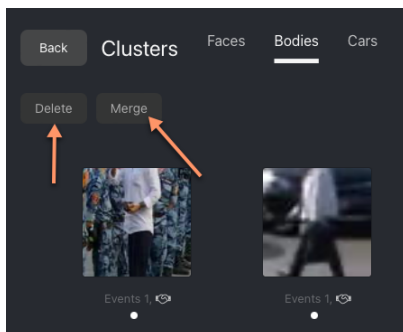 Back Clusters Faces Bodies Cars
Delete Merge
Events 1, Events 1,